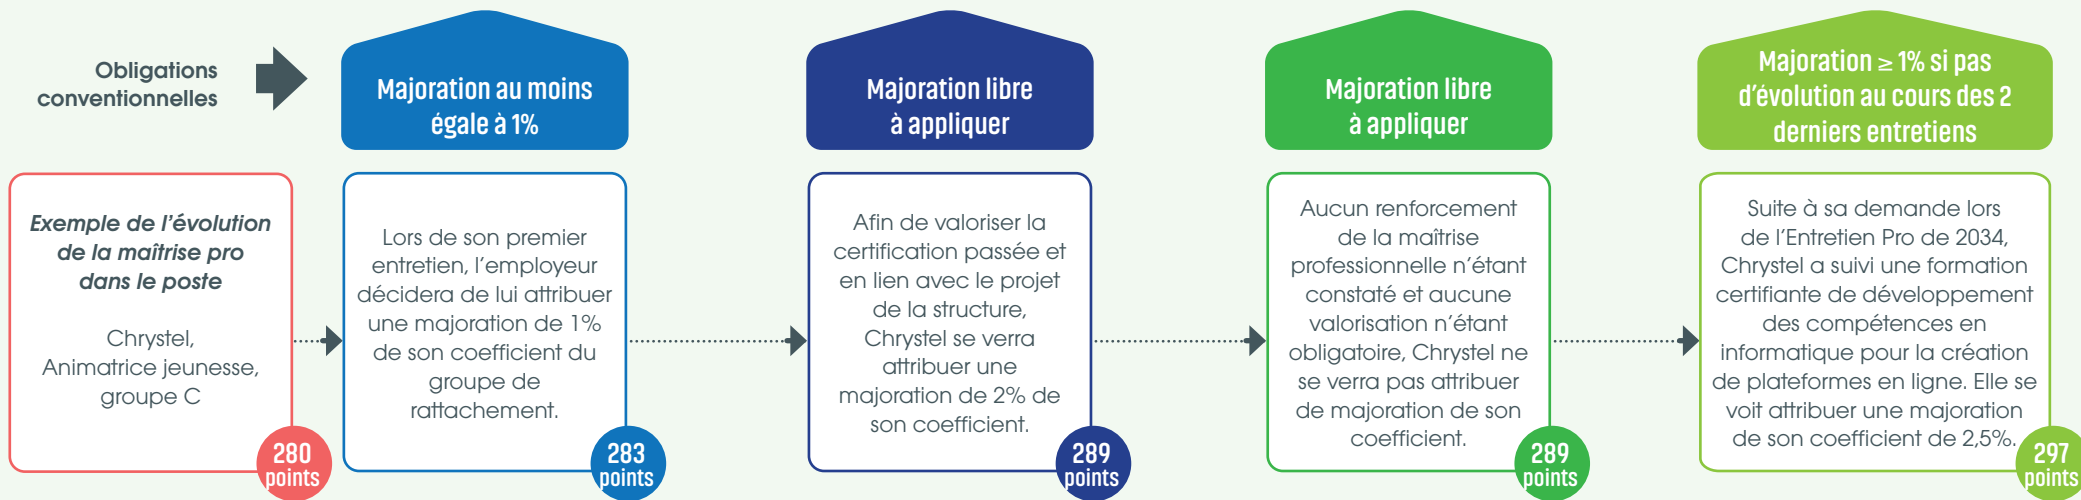 Obligations
conventionnelles
Majoration au moins
égale à 1%
Majoration libre
à appliquer
Majoration libre
à appliquer
Majoration ≥ 1% si pas
d’évolution au cours des 2
derniers entretiens
Exemple de l’évolution
de la maîtrise pro
dans le poste
Chrystel,
Animatrice jeunesse,
groupe C
280
points
Lors de son premier
entretien, l’employeur
décidera de lui attribuer
une majoration de 1%
de son coefficient du
groupe de
rattachement.
283
points
Afin de valoriser la
certification passée et
en lien avec le projet
de la structure,
Chrystel se verra
attribuer une
majoration de 2% de
son coefficient.
289
points
Aucun renforcement
de la maîtrise
professionnelle n’étant
constaté et aucune
valorisation n’étant
obligatoire, Chrystel ne
se verra pas attribuer
de majoration de son
coefficient.
289
points
Suite à sa demande lors
de l’Entretien Pro de 2034,
Chrystel a suivi une formation
certifiante de développement
des compétences en
informatique pour la création
de plateformes en ligne. Elle se
voit attribuer une majoration
de son coefficient de 2,5%.
297
points